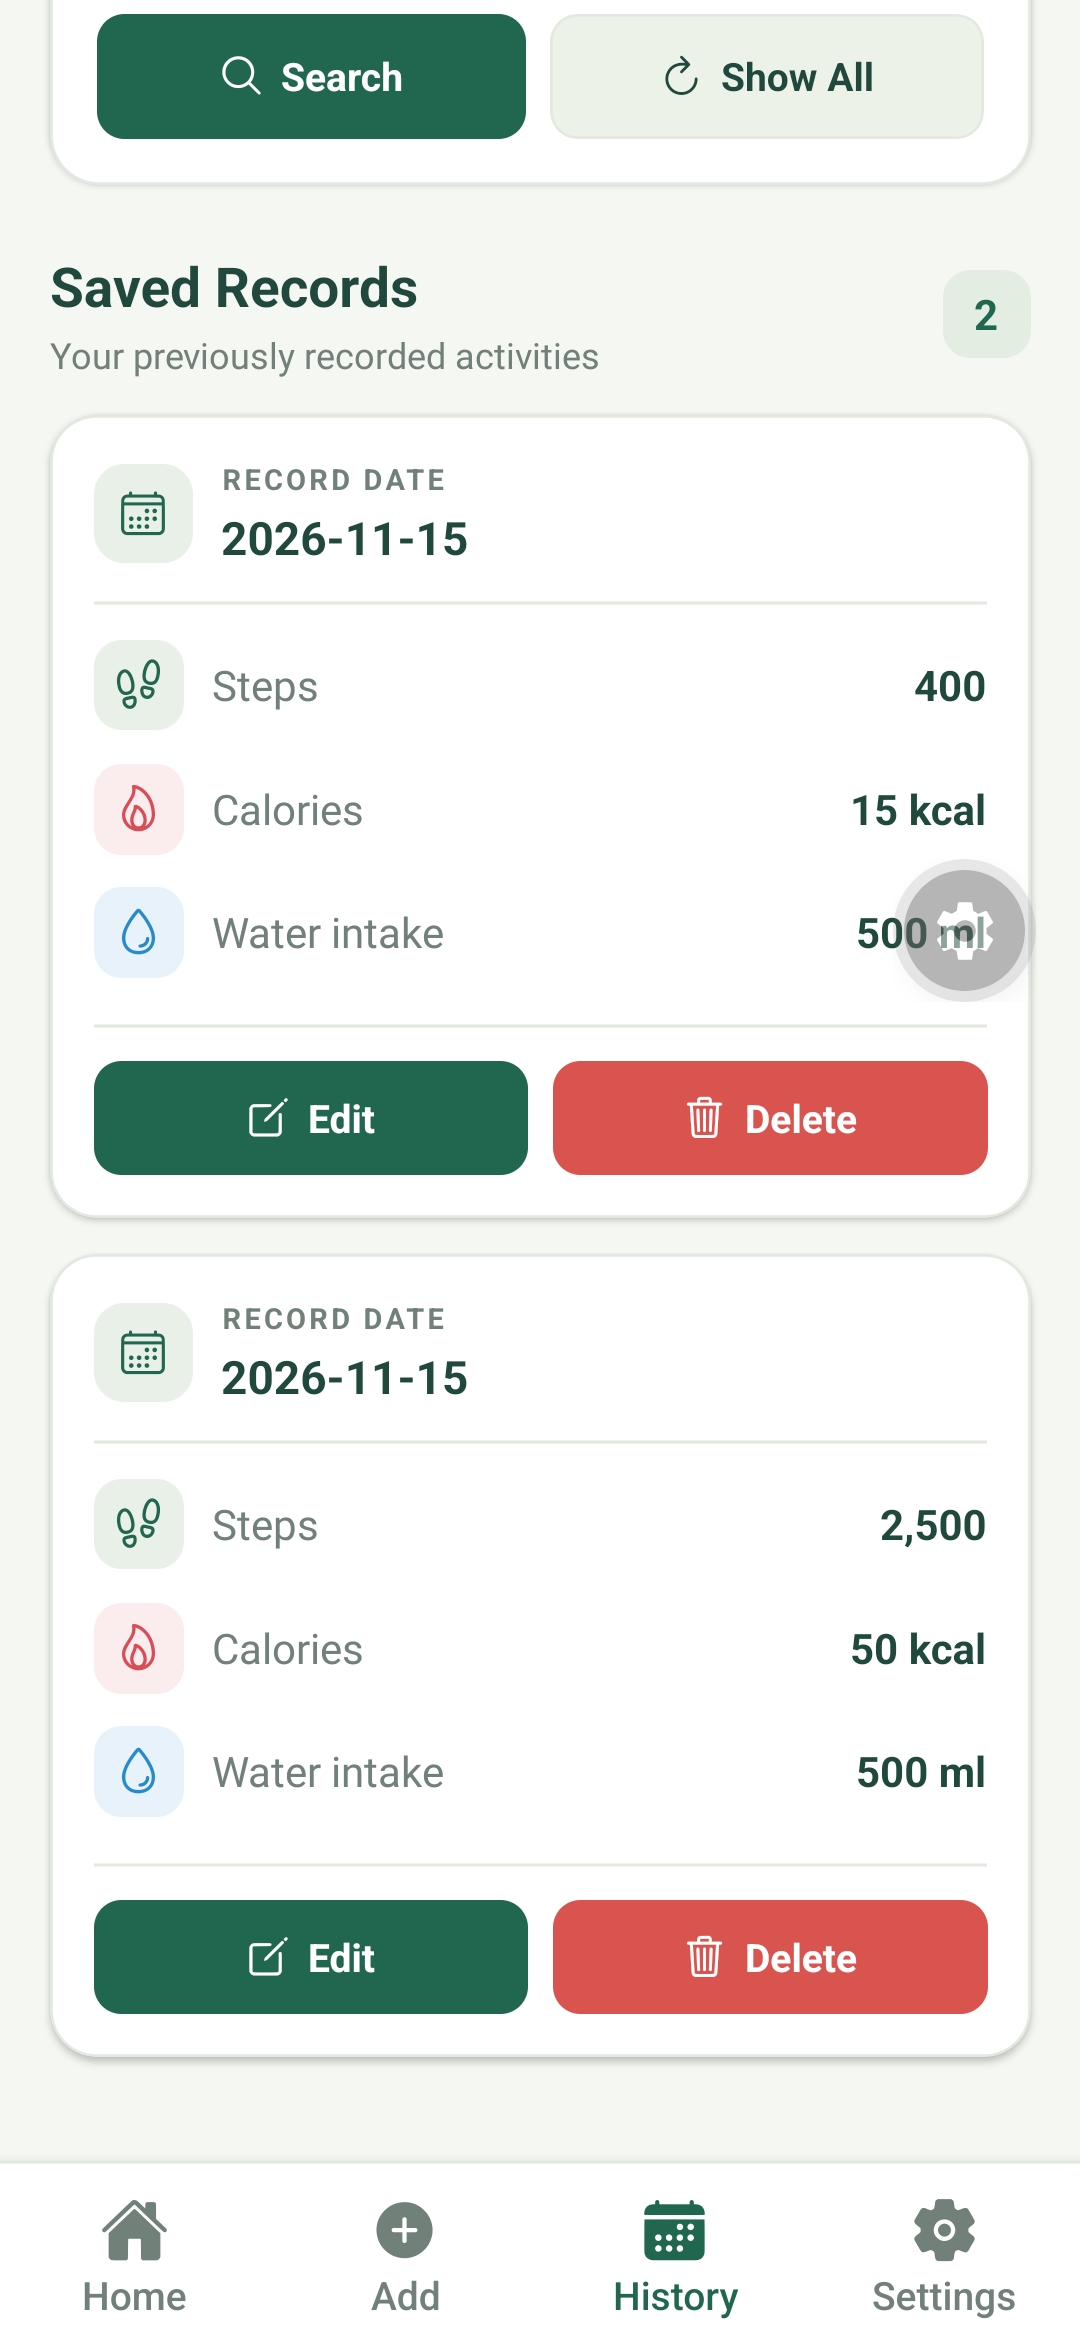 Search
Show All
Saved Records
2
Your previously recorded activities
RECORD DATE
2026-11-15
Steps 400
Calories 15 kcal
Water intake 500 ml
Edit
Delete
RECORD DATE
2026-11-15
Steps 2,500
Calories 50 kcal
Water intake 500 ml
Edit
Delete
Home
Add
History
Settings